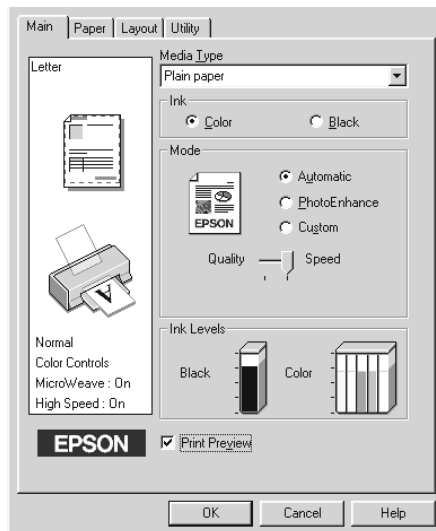 Main Paper Layout Utility
Letter
Media Type
Plain paper
Ink
Color Black
Mode
EPSON
Automatic
PhotoEnhance
Custom
Quality Speed
A
Normal
Color Controls
MicroWeave : On
High Speed : On
Ink Levels
Black Color
EPSON
Print Preview
OK Cancel Help